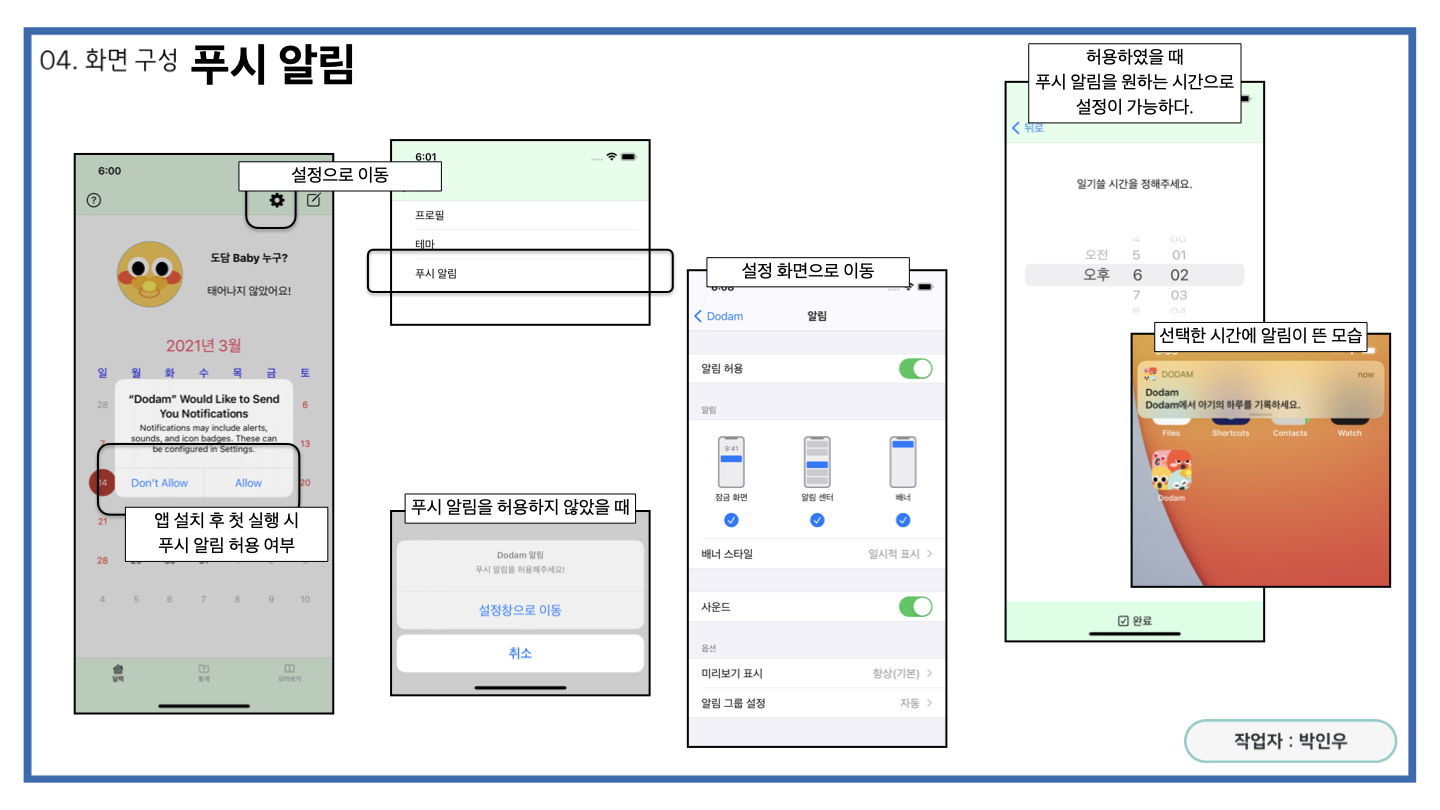 04. 화면 구성 푸시 알림
6:00
설정으로 이동
도담 Baby 누구?
태어나지 않았어요!
2021년 3월
일 월 화 수 목 금 토
28 6
“Dodam” Would Like to Send
You Notifications
Notifications may include alerts,
sounds, and icon badges. These can
be configured in Settings.
7 13
14 Don't Allow Allow 20
21
앱 설치 후 첫 실행 시
푸시 알림 허용 여부
28
4 5 6 7 8 9 10
달력 통계 모아보기
6:01
프로필
테마
푸시 알림
푸시 알림을 허용하지 않았을 때
Dodam 알림
푸시 알림을 허용해주세요!
설정창으로 이동
취소
설정 화면으로 이동
Dodam 알림
알림 허용
알림
9:41
잠금 화면 알림 센터 배너
배너 스타일 일시적 표시
사운드
옵션
미리보기 표시 항상(기본)
알림 그룹 설정 자동
허용하였을 때
푸시 알림을 원하는 시간으로
설정이 가능하다.
뒤로
일기쓸 시간을 정해주세요.
4 00
오전 5 01
오후 6 02
7 03
8 04
선택한 시간에 알림이 뜬 모습
DODAM now
Dodam
Dodam에서 아기의 하루를 기록하세요.
Files Shortcuts Contacts Watch
Dodam
완료
작업자 : 박인우